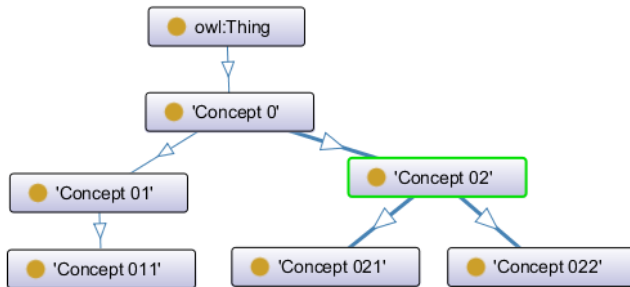 owl:Thing
'Concept 0'
'Concept 02'
'Concept 01'
'Concept 011'
'Concept 021'
'Concept 022'